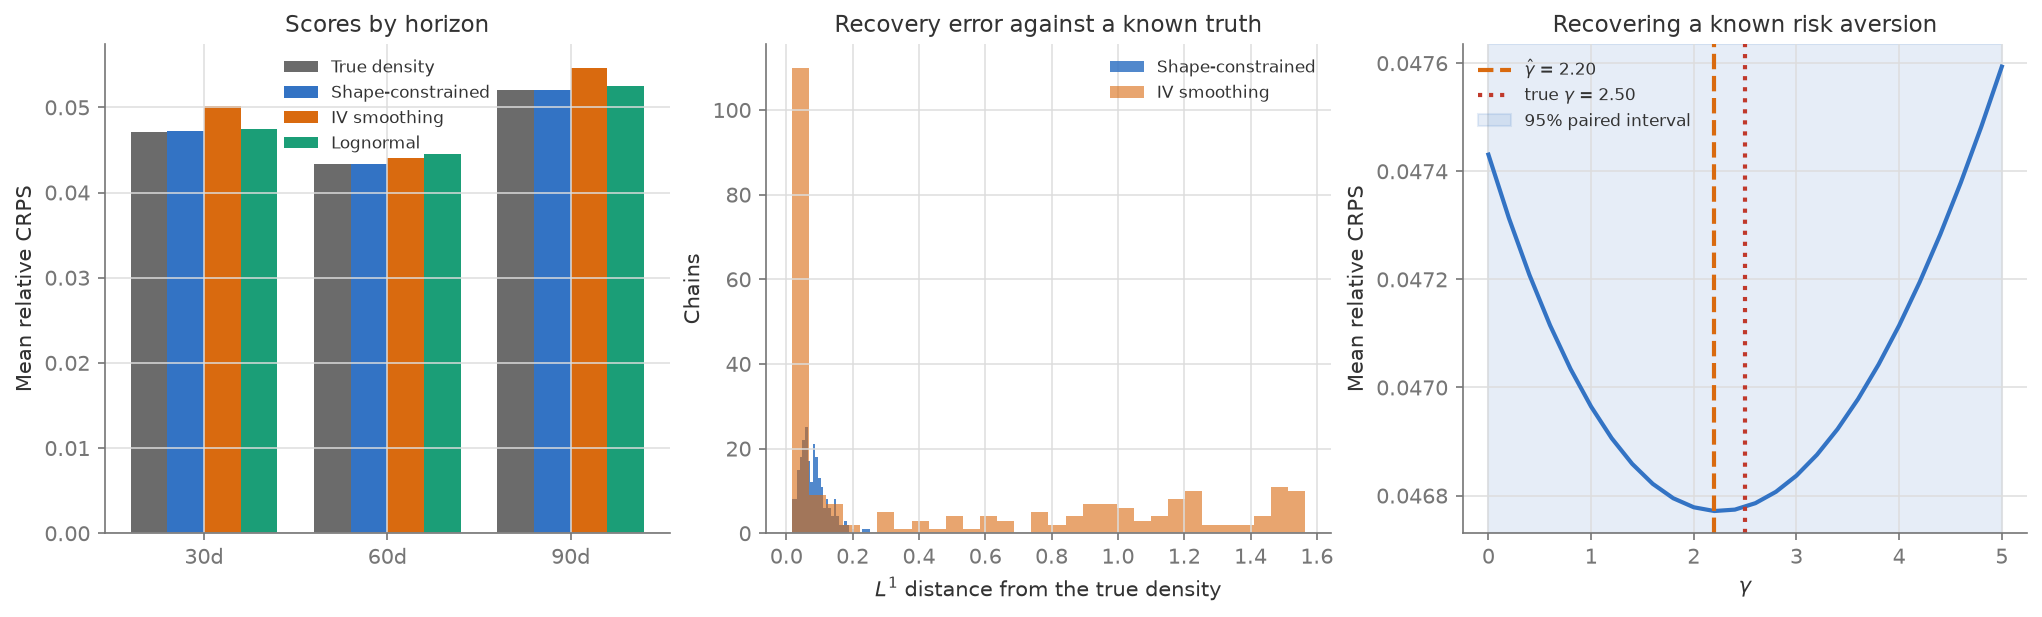 Scores by horizon
Mean relative CRPS
0.05
0.04
0.03
0.02
0.01
0.00
30d
60d
90d
True density
Shape-constrained
IV smoothing
Lognormal
Recovery error against a known truth
Chains
100
80
60
40
20
0
0.0
0.2
0.4
0.6
0.8
1.0
1.2
1.4
1.6
L¹ distance from the true density
Shape-constrained
IV smoothing
Recovering a known risk aversion
Mean relative CRPS
0.0476
0.0474
0.0472
0.0470
0.0468
0
1
2
3
4
5
γ
γ̂ = 2.20
true γ = 2.50
95% paired interval